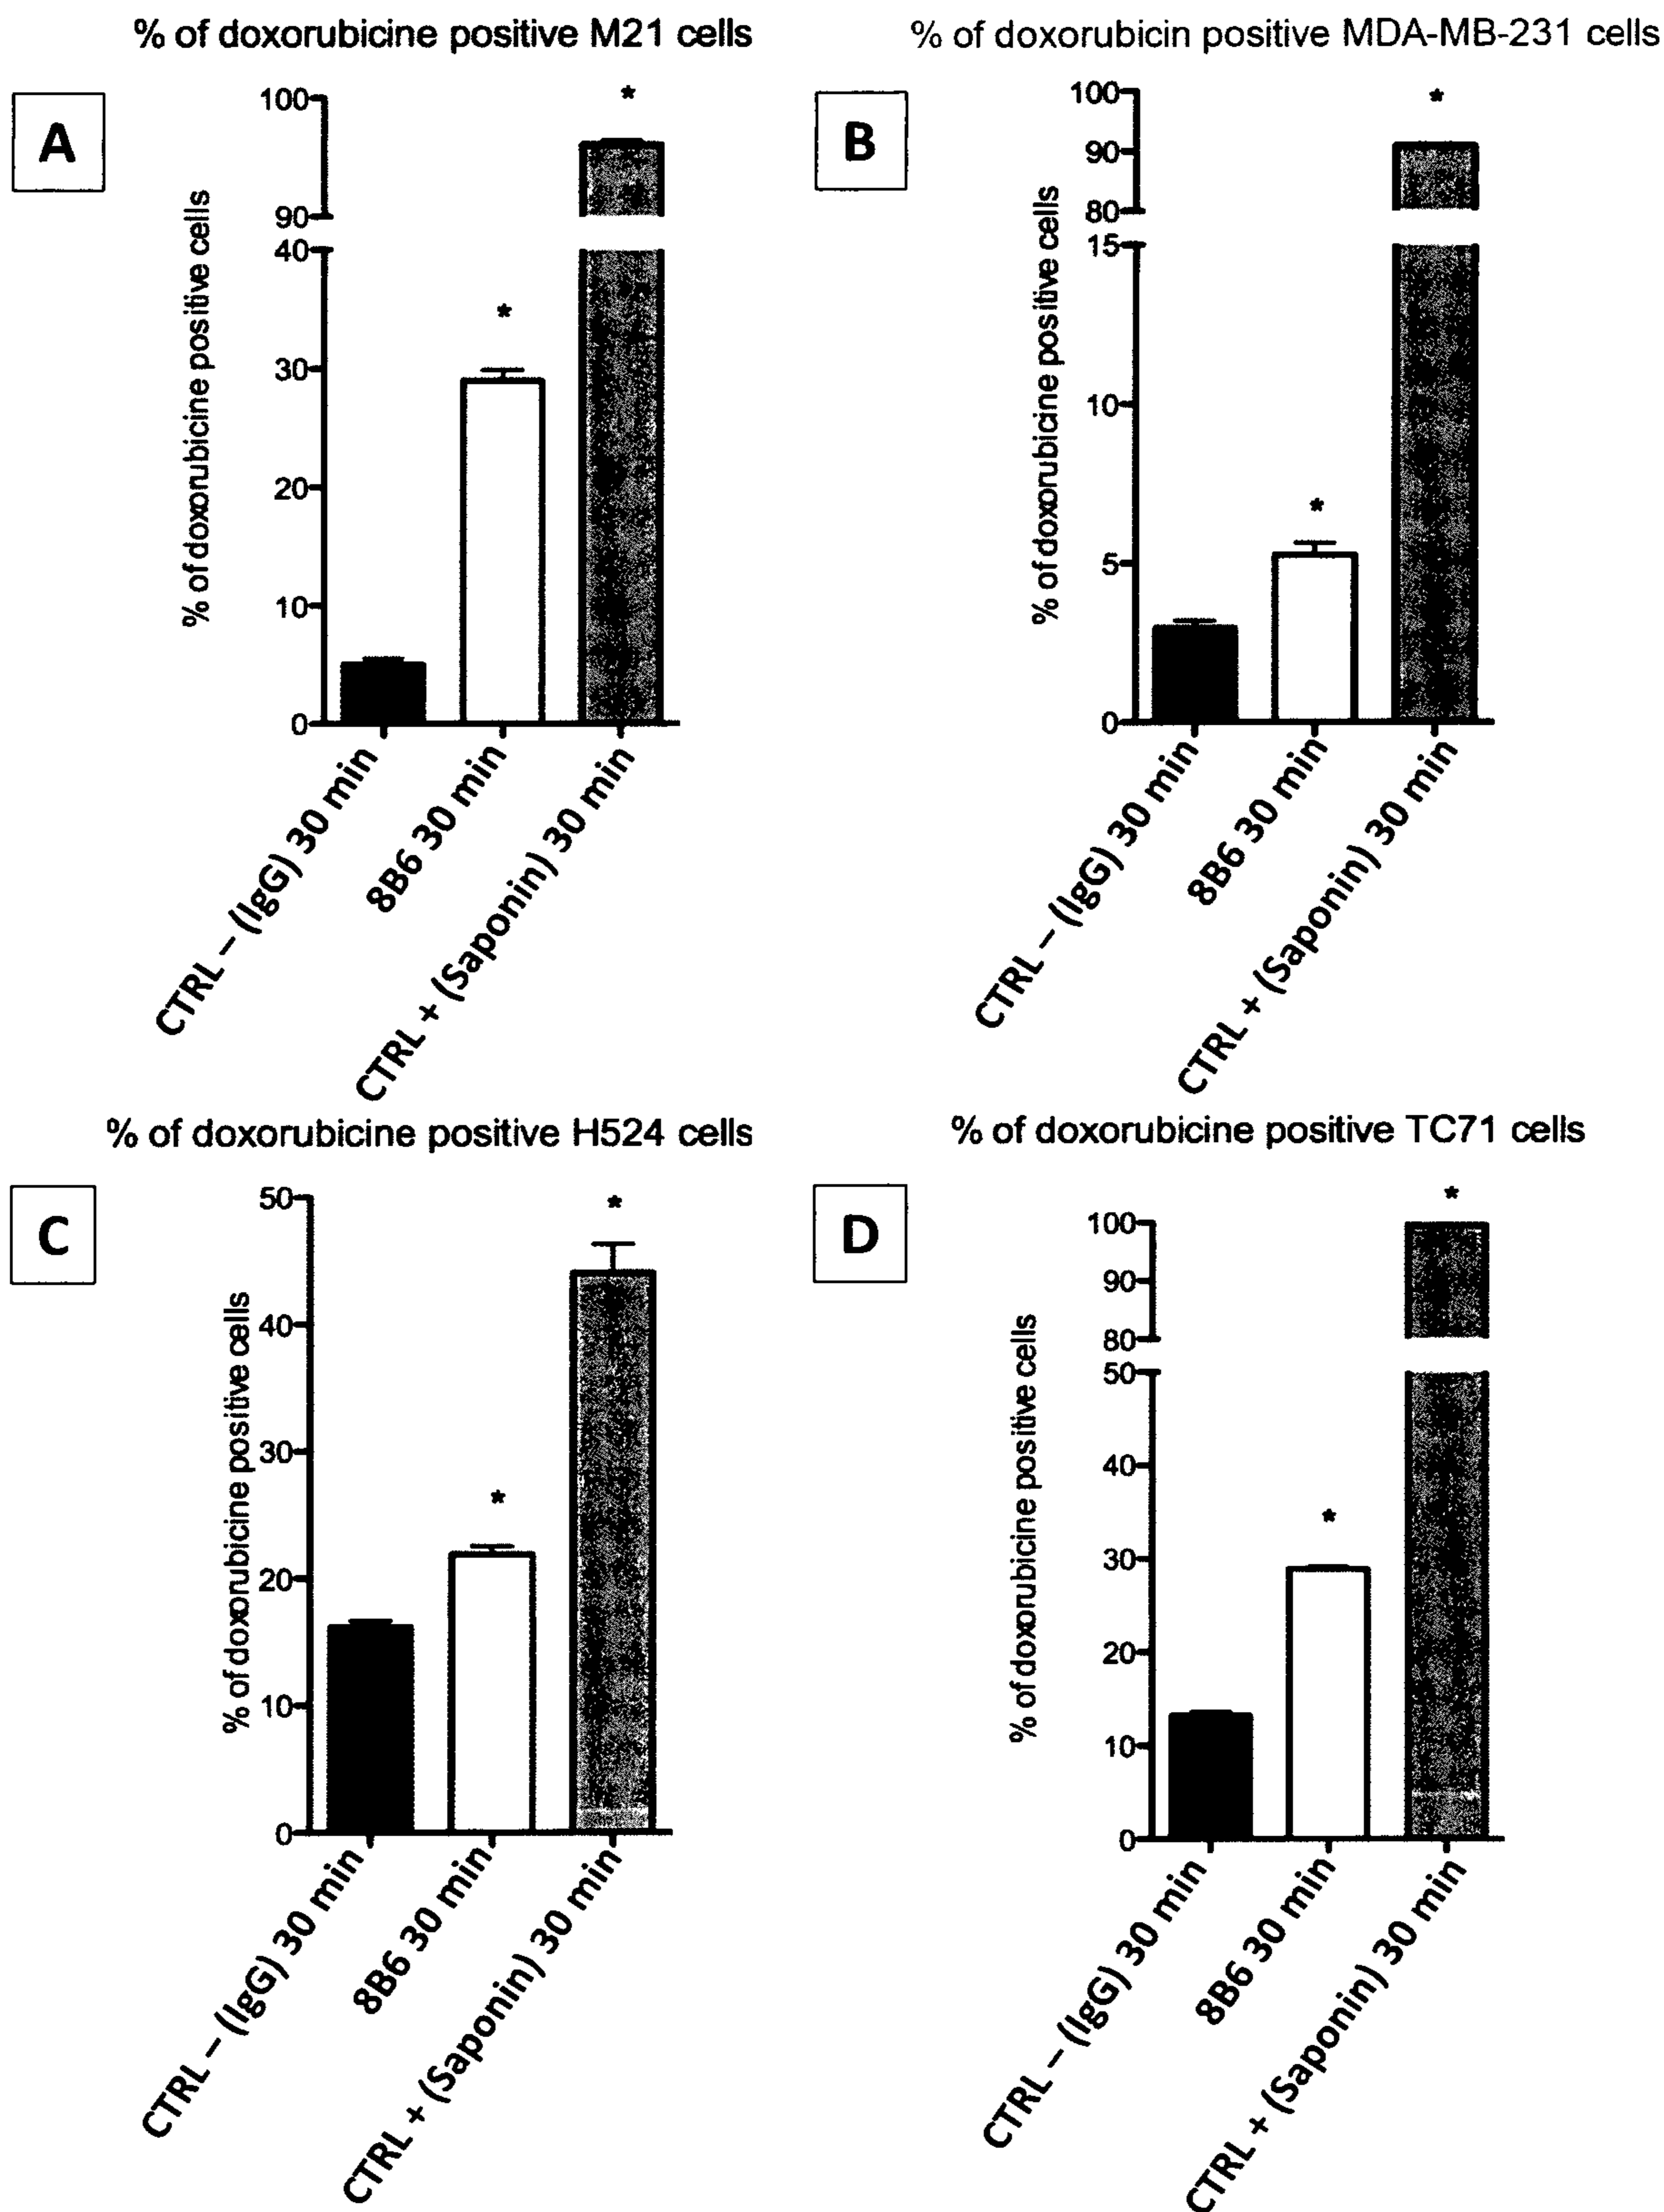 % of doxorubicine positive M21 cells
A
% of doxorubicine positive cells
100
90
40
30
20
10
0
*
*
CTRL – (IgG) 30 min
8B6 30 min
CTRL + (Saponin) 30 min
% of doxorubicin positive MDA-MB-231 cells
B
% of doxorubicine positive cells
100
90
80
15
10
5
0
*
*
CTRL – (IgG) 30 min
8B6 30 min
CTRL + (Saponin) 30 min
% of doxorubicine positive H524 cells
C
% of doxorubicine positive cells
50
40
30
20
10
0
*
*
CTRL – (IgG) 30 min
8B6 30 min
CTRL + (Saponin) 30 min
% of doxorubicine positive TC71 cells
D
% of doxorubicine positive cells
100
90
80
50
40
30
20
10
0
*
*
CTRL – (IgG) 30 min
8B6 30 min
CTRL + (Saponin) 30 min